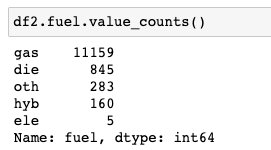 df2.fuel.value_counts()
gas    11159
die      845
oth      283
hyb      160
ele        5
Name: fuel, dtype: int64